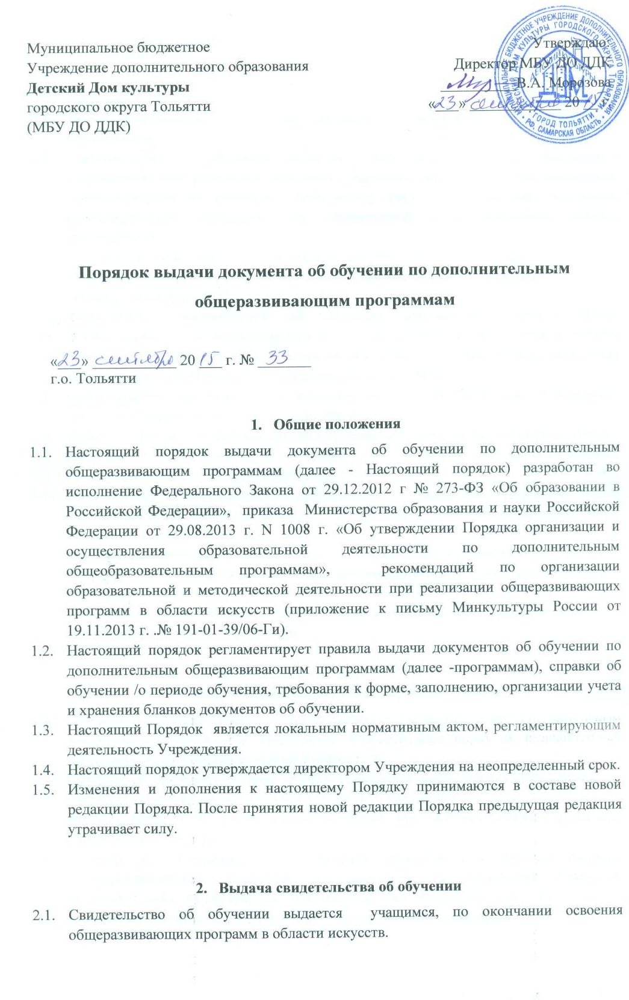 Муниципальное бюджетное
Учреждение дополнительного образования
Детский Дом культуры
городского округа Тольятти
(МБУ ДО ДДК)
Утверждаю:
Директор МБУ ДО ДДК
В.А. Морозова
«23» сентября 20 15 г.
МУНИЦИПАЛЬНОЕ БЮДЖЕТНОЕ УЧРЕЖДЕНИЕ ДОПОЛНИТЕЛЬНОГО ОБРАЗОВАНИЯ
ДЕТСКИЙ ДОМ КУЛЬТУРЫ ГОРОДСКОГО ОКРУГА ТОЛЬЯТТИ
РФ, САМАРСКАЯ ОБЛАСТЬ
ГОРОД ТОЛЬЯТТИ
Порядок выдачи документа об обучении по дополнительным
общеразвивающим программам
«23» сентября 20 15 г. № 33
г.о. Тольятти
1. Общие положения
1.1. Настоящий порядок выдачи документа об обучении по дополнительным
общеразвивающим программам (далее - Настоящий порядок) разработан во
исполнение Федерального Закона от 29.12.2012 г № 273-ФЗ «Об образовании в
Российской Федерации», приказа Министерства образования и науки Российской
Федерации от 29.08.2013 г. N 1008 г. «Об утверждении Порядка организации и
осуществления образовательной деятельности по дополнительным
общеобразовательным программам», рекомендаций по организации
образовательной и методической деятельности при реализации общеразвивающих
программ в области искусств (приложение к письму Минкультуры России от
19.11.2013 г. .№ 191-01-39/06-Ги).
1.2. Настоящий порядок регламентирует правила выдачи документов об обучении по
дополнительным общеразвивающим программам (далее -программам), справки об
обучении /о периоде обучения, требования к форме, заполнению, организации учета
и хранения бланков документов об обучении.
1.3. Настоящий Порядок является локальным нормативным актом, регламентирующим
деятельность Учреждения.
1.4. Настоящий порядок утверждается директором Учреждения на неопределенный срок.
1.5. Изменения и дополнения к настоящему Порядку принимаются в составе новой
редакции Порядка. После принятия новой редакции Порядка предыдущая редакция
утрачивает силу.
2. Выдача свидетельства об обучении
2.1. Свидетельство об обучении выдается учащимся, по окончании освоения
общеразвивающих программ в области искусств.